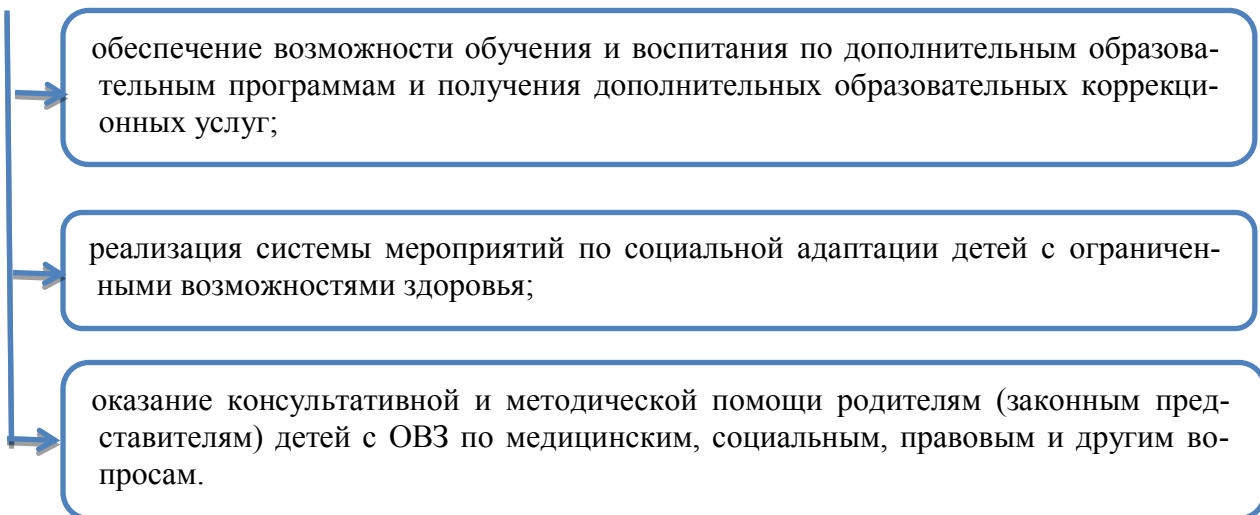 обеспечение возможности обучения и воспитания по дополнительным образова-
тельным программам и получения дополнительных образовательных коррекци-
онных услуг;
реализация системы мероприятий по социальной адаптации детей с ограничен-
ными возможностями здоровья;
оказание консультативной и методической помощи родителям (законным пред-
ставителям) детей с ОВЗ по медицинским, социальным, правовым и другим во-
просам.